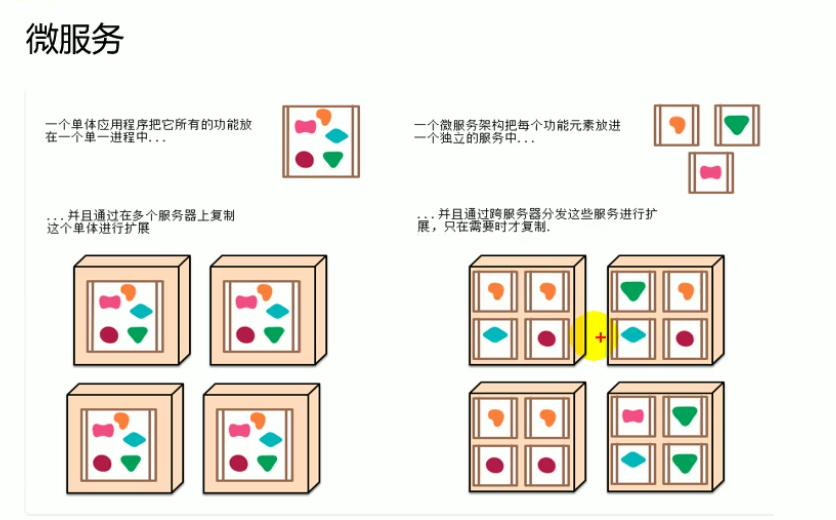 微服务
一个单体应用程序把它所有的功能放
在一个单一进程中...
一个微服务架构把每个功能元素放进
一个独立的服务中...
...并且通过在多个服务器上复制
这个单体进行扩展
...并且通过跨服务器分发这些服务进行扩
展，只在需要时才复制.